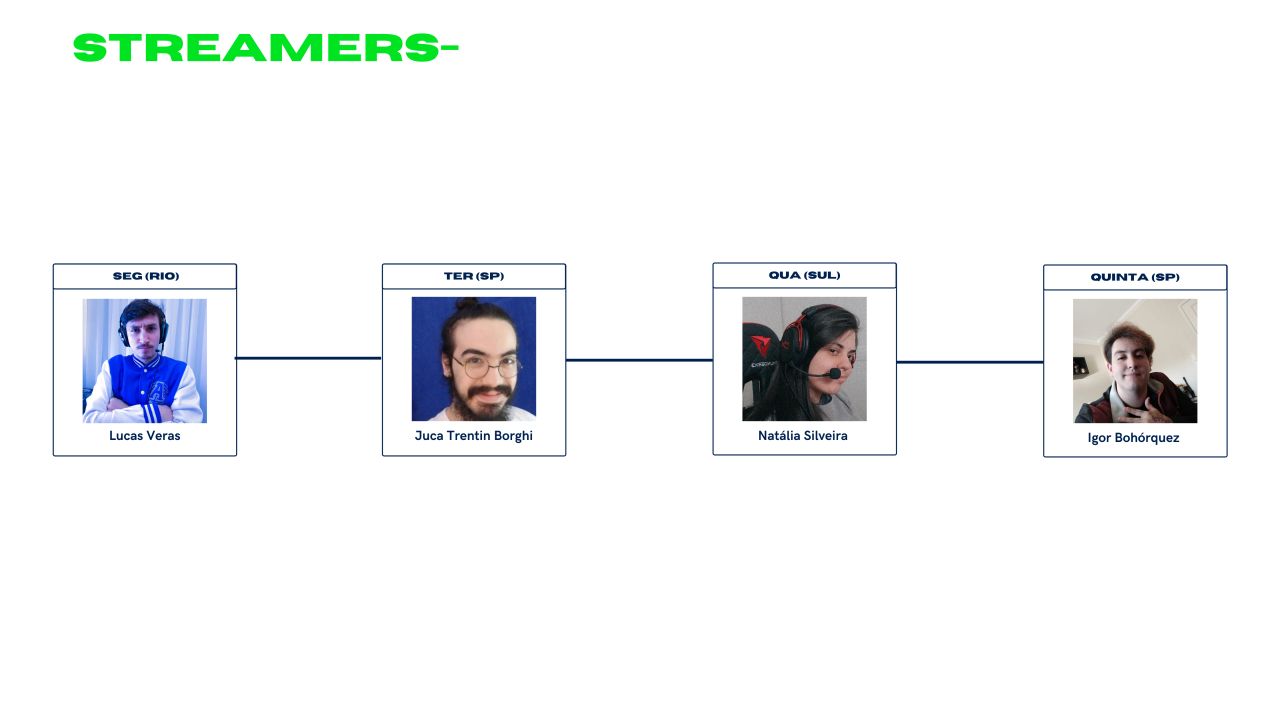 STREAMERS-
SEG (RIO)
TER (SP)
QUA (SUL)
QUINTA (SP)
Lucas Veras
Juca Trentin Borghi
Natália Silveira
Igor Bohórquez